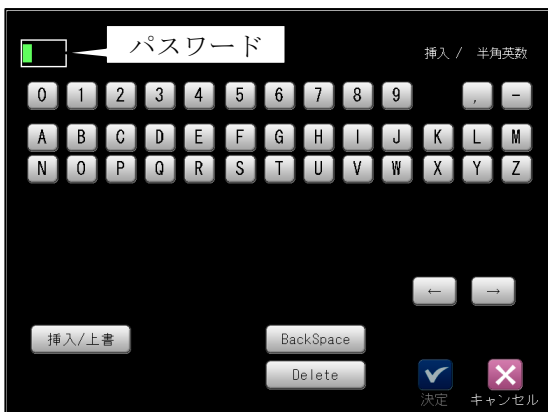 パスワード
挿入 / 半角英数
0 1 2 3 4 5 6 7 8 9 , -
A B C D E F G H I J K L M
N O P Q R S T U V W X Y Z
← →
挿入/上書 BackSpace
Delete
決定 キャンセル